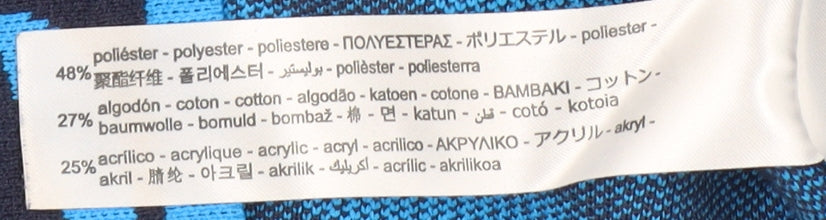 48% poliéster - polyester - poliestere - ΠΟΛΥΕΣΤΕΡΑΣ - ポリエステル - poliester -
聚酯纤维 - 폴리에스터 - بوليستير - polièster - poliesterra
27% algodón - coton - cotton - algodão - katoen - cotone - BAMBAKI - コットン -
baumwolle - bomuld - bombaž - 棉 - 면 - katun - قطن - cotó - kotoia
25% acrílico - acrylique - acrylic - acryl - acrilico - ΑΚΡΥΛΙΚΟ - アクリル - akryl -
akril - 腈纶 - 아크릴 - akrilik - أكريليك - acrílic - akrilikoa